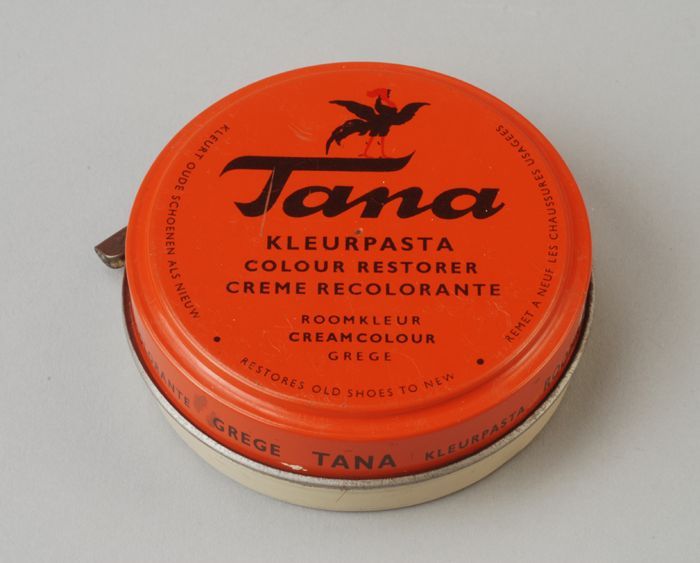 Tana
KLEURPASTA
COLOUR RESTORER
CREME RECOLORANTE
ROOMKLEUR
CREAMCOLOUR
GREGE
KLEURT OUDE SCHOENEN ALS NIEUW
RESTORES OLD SHOES TO NEW
REMET A NEUF LES CHAUSSURES USAGÉES
GREGE TANA KLEURPASTA